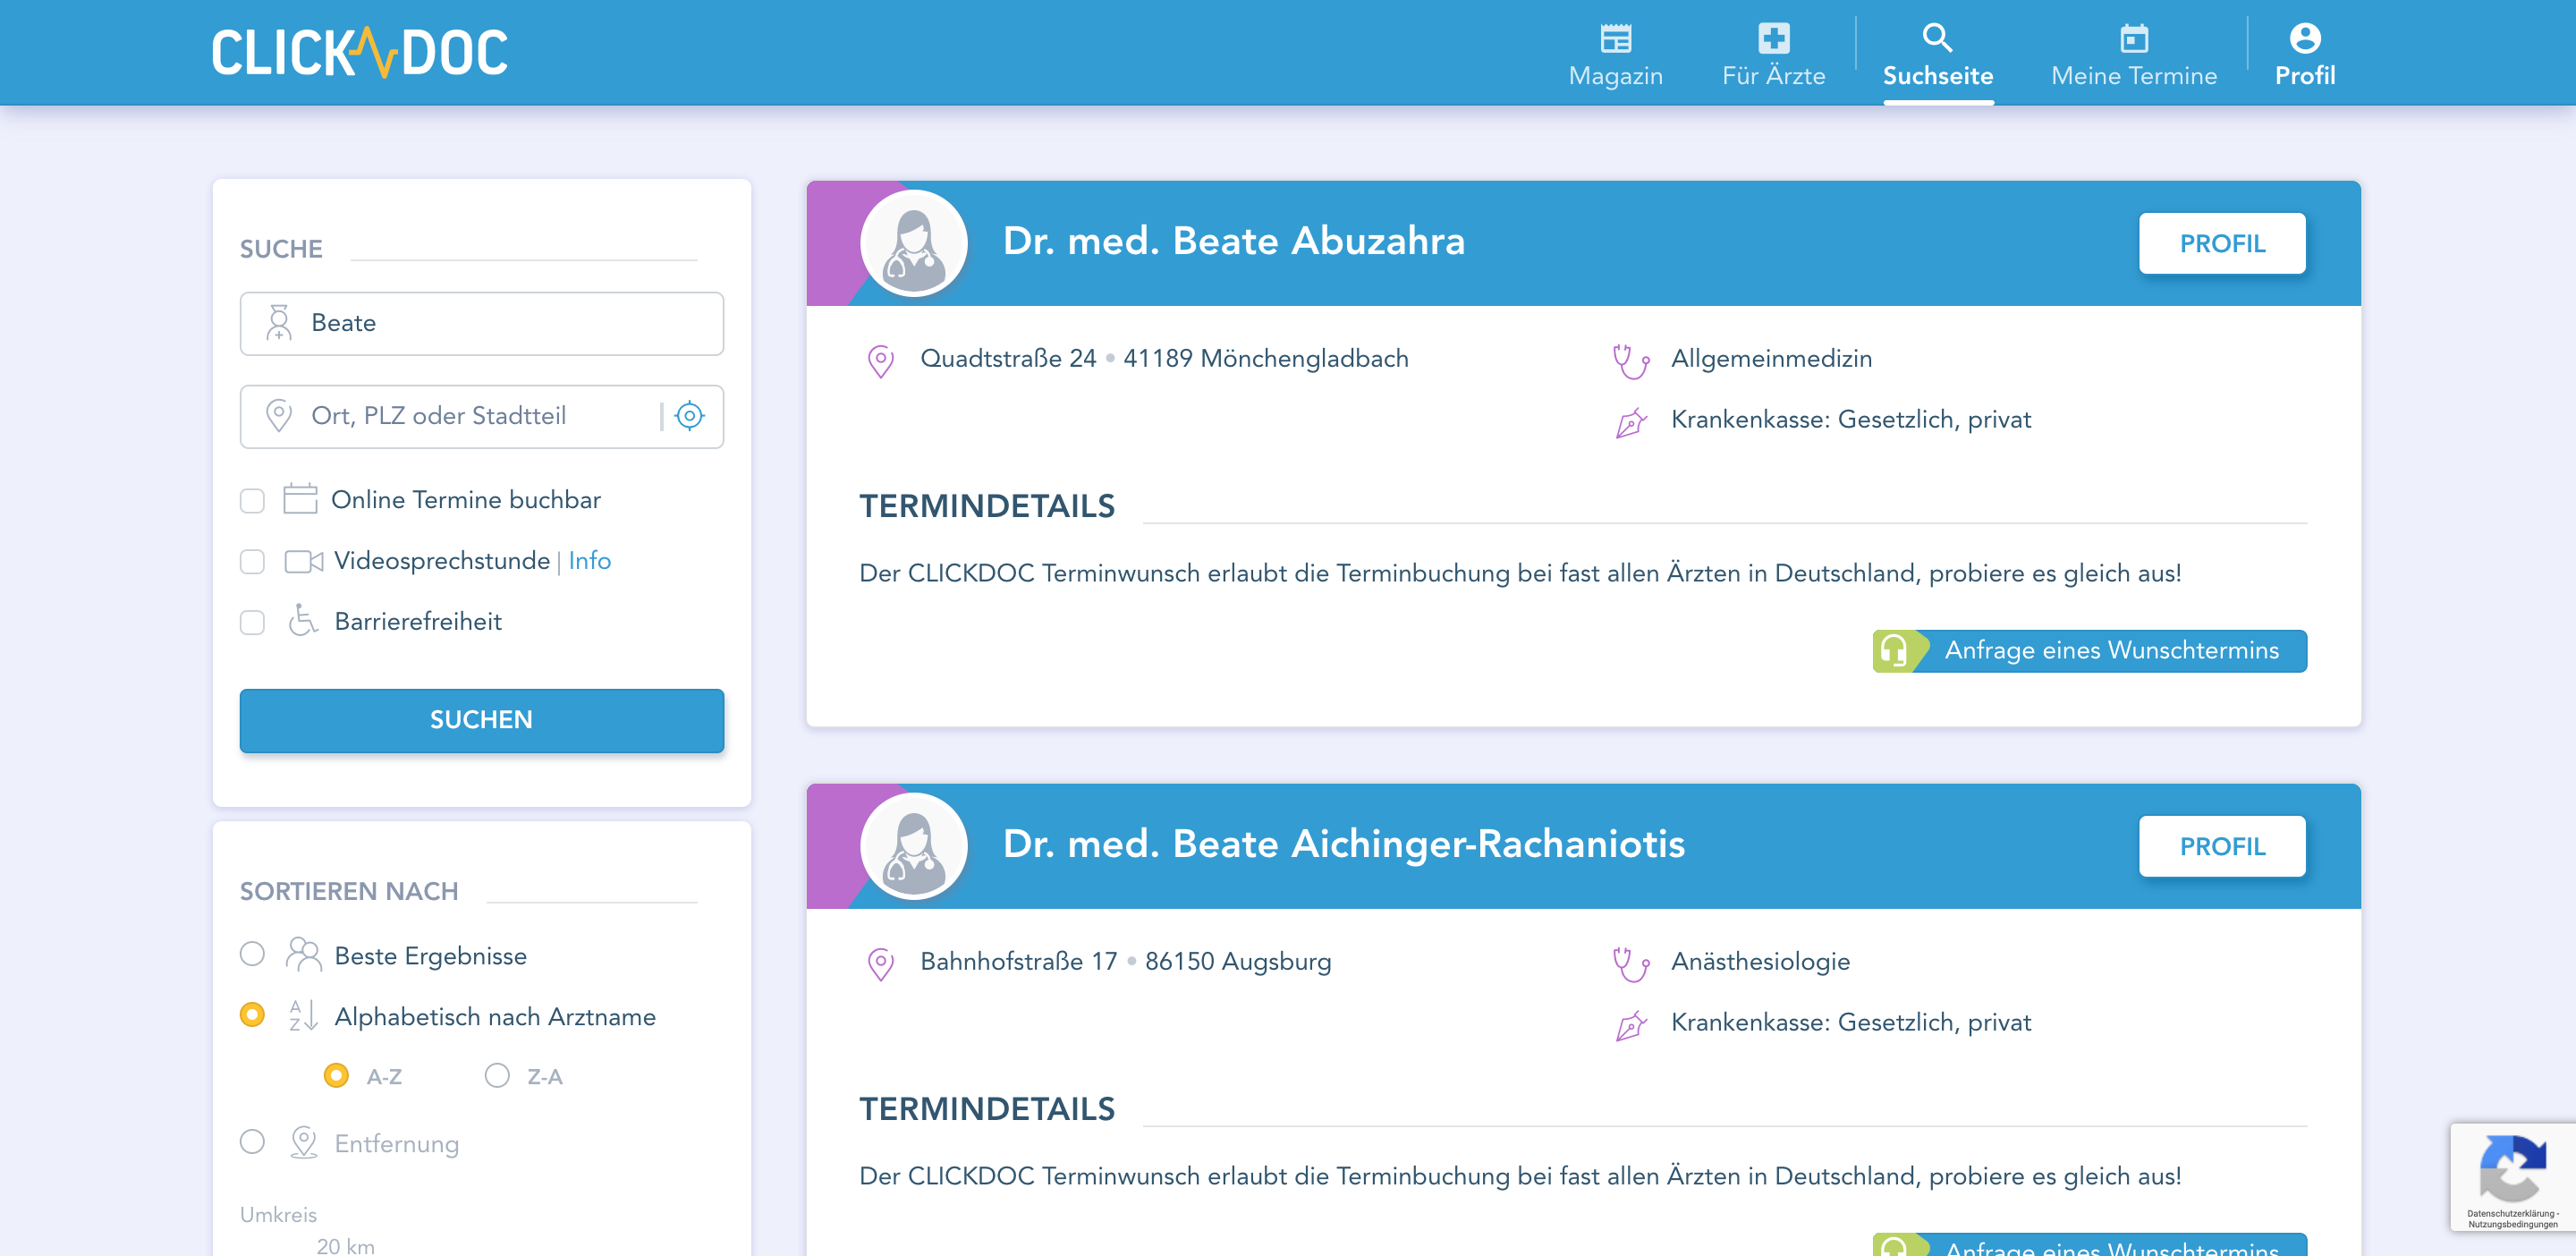 CLICKDOC
Magazin
Für Ärzte
Suchseite
Meine Termine
Profil
SUCHE
Beate
Ort, PLZ oder Stadtteil
Online Termine buchbar
Videosprechstunde | Info
Barrierefreiheit
SUCHEN
SORTIEREN NACH
Beste Ergebnisse
A
Z
Alphabetisch nach Arztname
A-Z
Z-A
Entfernung
Umkreis
20 km
Dr. med. Beate Abuzahra
PROFIL
Quadtstraße 24 • 41189 Mönchengladbach
Allgemeinmedizin
Krankenkasse: Gesetzlich, privat
TERMINDETAILS
Der CLICKDOC Terminwunsch erlaubt die Terminbuchung bei fast allen Ärzten in Deutschland, probiere es gleich aus!
Anfrage eines Wunschtermins
Dr. med. Beate Aichinger-Rachaniotis
PROFIL
Bahnhofstraße 17 • 86150 Augsburg
Anästhesiologie
Krankenkasse: Gesetzlich, privat
TERMINDETAILS
Der CLICKDOC Terminwunsch erlaubt die Terminbuchung bei fast allen Ärzten in Deutschland, probiere es gleich aus!
Anfrage eines Wunschtermins
Datenschutzerklärung -
Nutzungsbedingungen